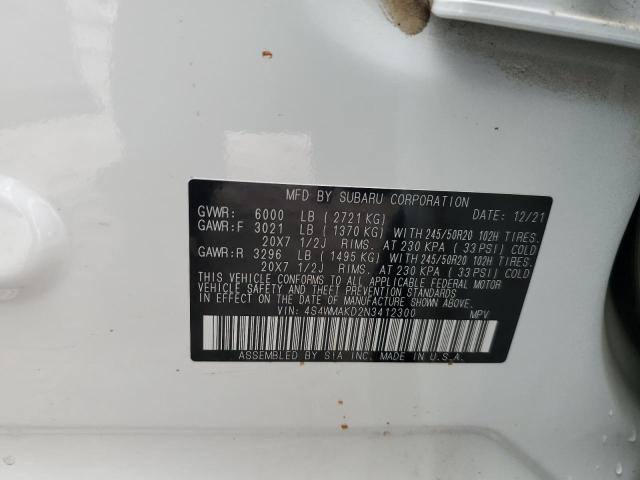 MFD BY SUBARU CORPORATION
GVWR: 6000 LB (2721 KG) DATE: 12/21
GAWR:F 3021 LB (1370 KG) WITH 245/50R20 102H TIRES.
20X7 1/2J RIMS. AT 230 KPA (33 PSI) COLD
GAWR:R 3296 LB (1495 KG) WITH 245/50R20 102H TIRES.
20X7 1/2J RIMS. AT 230 KPA (33 PSI) COLD
THIS VEHICLE CONFORMS TO ALL APPLICABLE FEDERAL MOTOR
VEHICLE SAFETY AND THEFT PREVENTION STANDARDS
IN EFFECT ON THE DATE OF MANUFACTURE SHOWN ABOVE.
VIN: 4S4WMAKD2N3412300 MPV
ASSEMBLED BY SIA INC. MADE IN U.S.A.